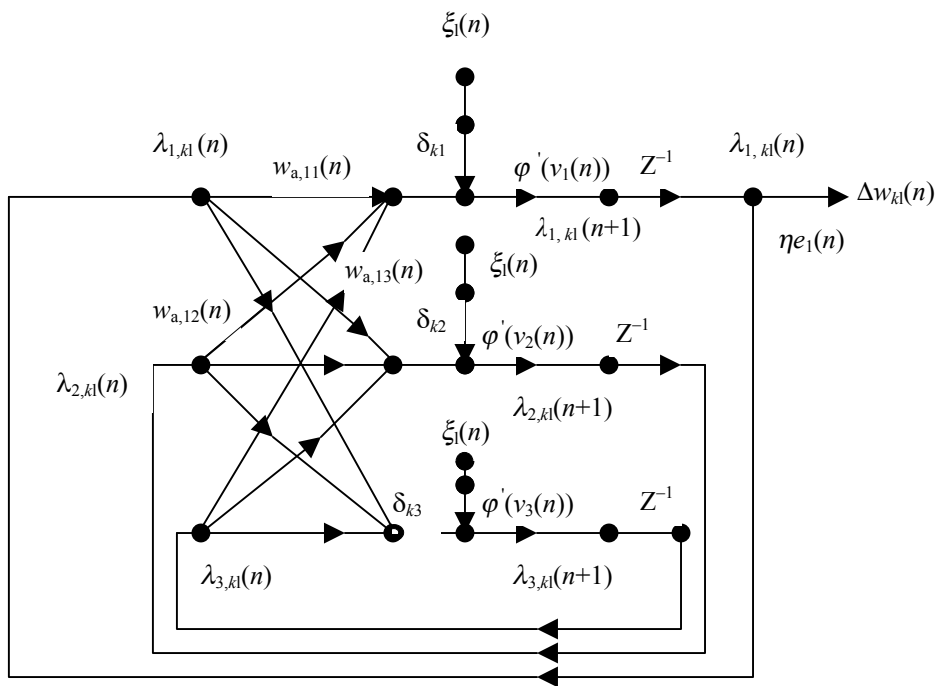 ξₗ(n)
λ₁,ₖₗ(n)
wₐ,₁₁(n)
δₖ₁
φ'(v₁(n))
Z⁻¹
λ₁, ₖₗ(n)
Δwₖₗ(n)
λ₁, ₖₗ(n+1)
ηe₁(n)
ξₗ(n)
wₐ,₁₃(n)
wₐ,₁₂(n)
δₖ₂
φ'(v₂(n))
Z⁻¹
λ₂,ₖₗ(n)
λ₂,ₖₗ(n+1)
ξₗ(n)
δₖ₃
φ'(v₃(n))
Z⁻¹
λ₃,ₖₗ(n)
λ₃,ₖₗ(n+1)